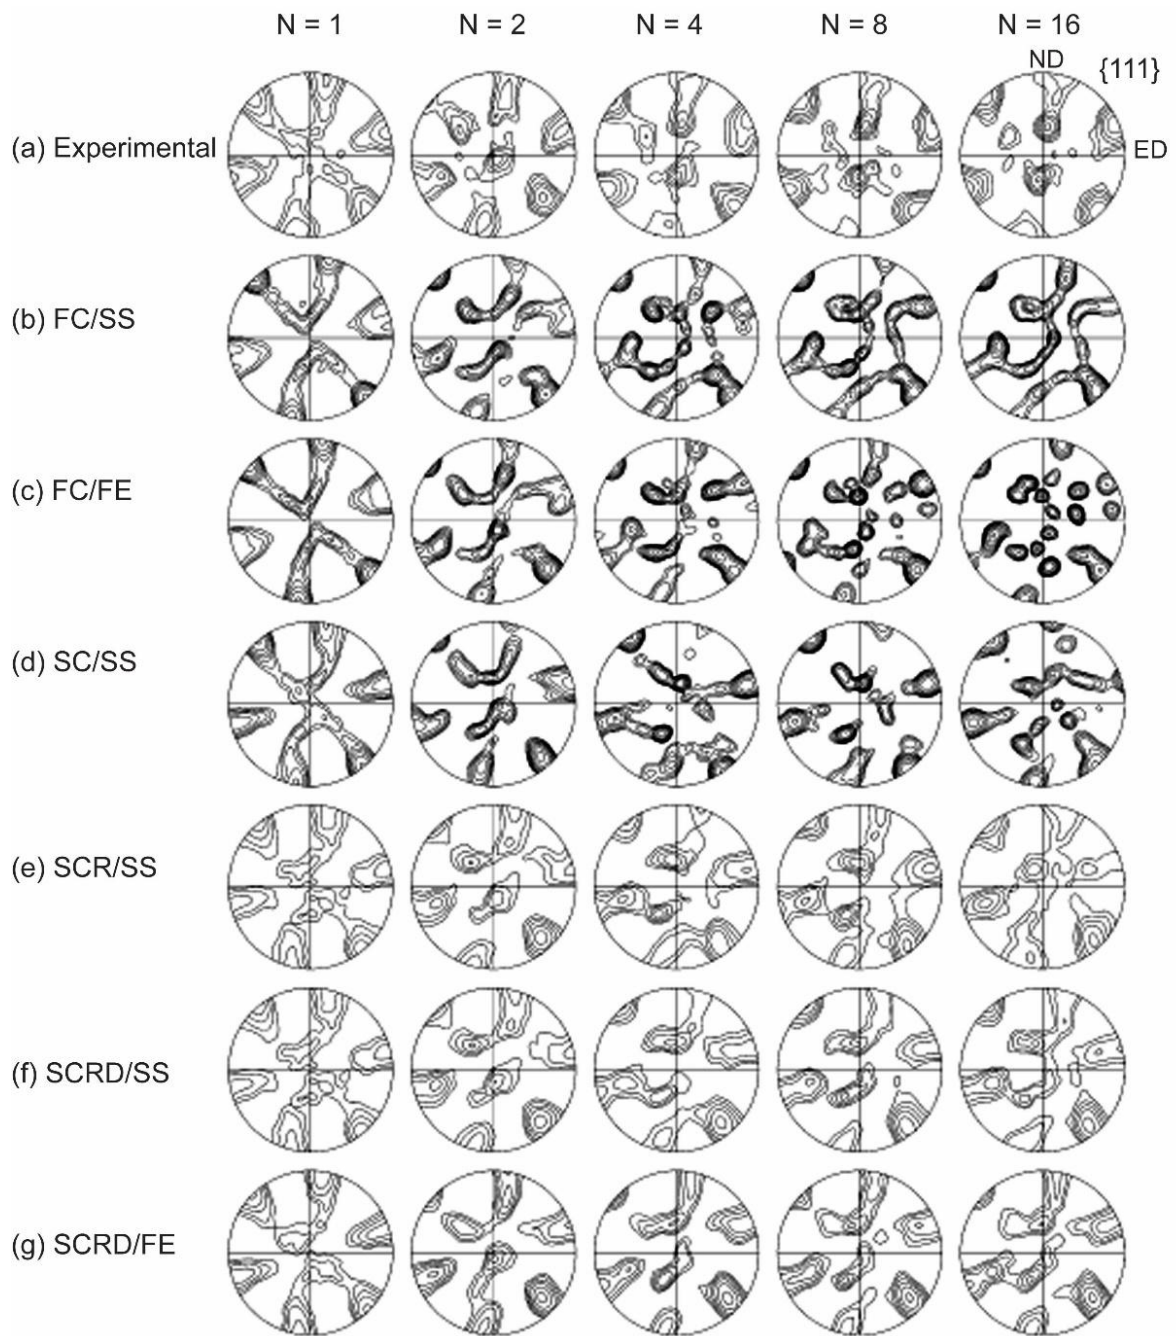 N = 1 N = 2 N = 4 N = 8 N = 16
ND {111}
(a) Experimental ED
(b) FC/SS
(c) FC/FE
(d) SC/SS
(e) SCR/SS
(f) SCRD/SS
(g) SCRD/FE